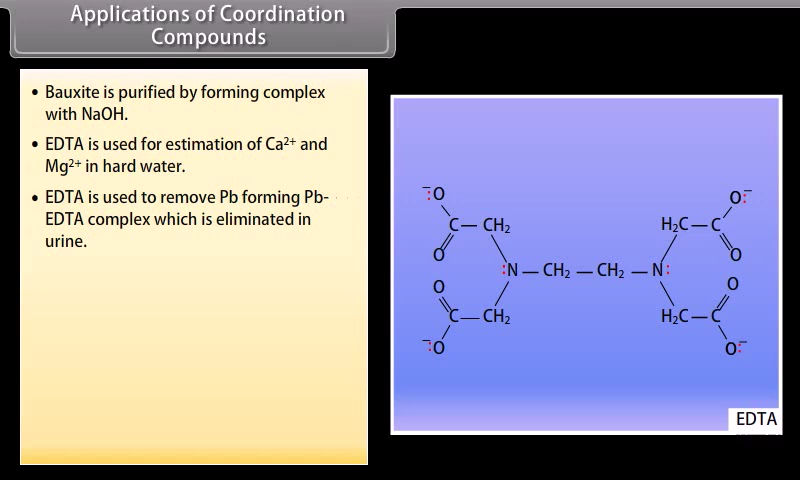 Applications of Coordination
Compounds
• Bauxite is purified by forming complex
with NaOH.
• EDTA is used for estimation of Ca²⁺ and
Mg²⁺ in hard water.
• EDTA is used to remove Pb forming Pb-
EDTA complex which is eliminated in
urine.
⁻:O O:⁻
C — CH₂ H₂C — C
O O
:N — CH₂ — CH₂ — N:
O O
C — CH₂ H₂C — C
⁻:O O:⁻
EDTA